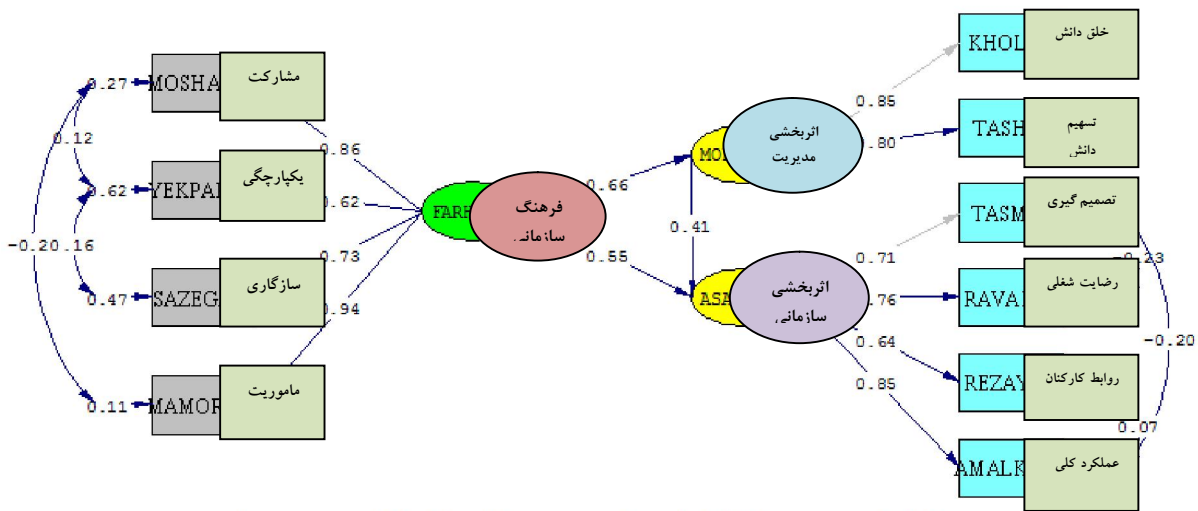 MOSHA مشارکت
0.27
0.12
YEKPA یکپارچگی
0.62
-0.20
0.16
SAZEG سازگاری
0.47
MAMOR ماموریت
0.11
0.86
0.62
0.73
0.94
FARH فرهنگ
سازمانی
0.66
0.55
0.41
MO اثربخشی
مدیریت
ASA اثربخشی
سازمانی
0.85
0.80
0.71
0.76
0.64
0.85
KHOL خلق دانش
TASH تسهیم
دانش
TASM تصمیم گیری
RAVA رضایت شغلی
REZAY روابط کارکنان
AMALK عملکرد کلی
-0.20
0.07